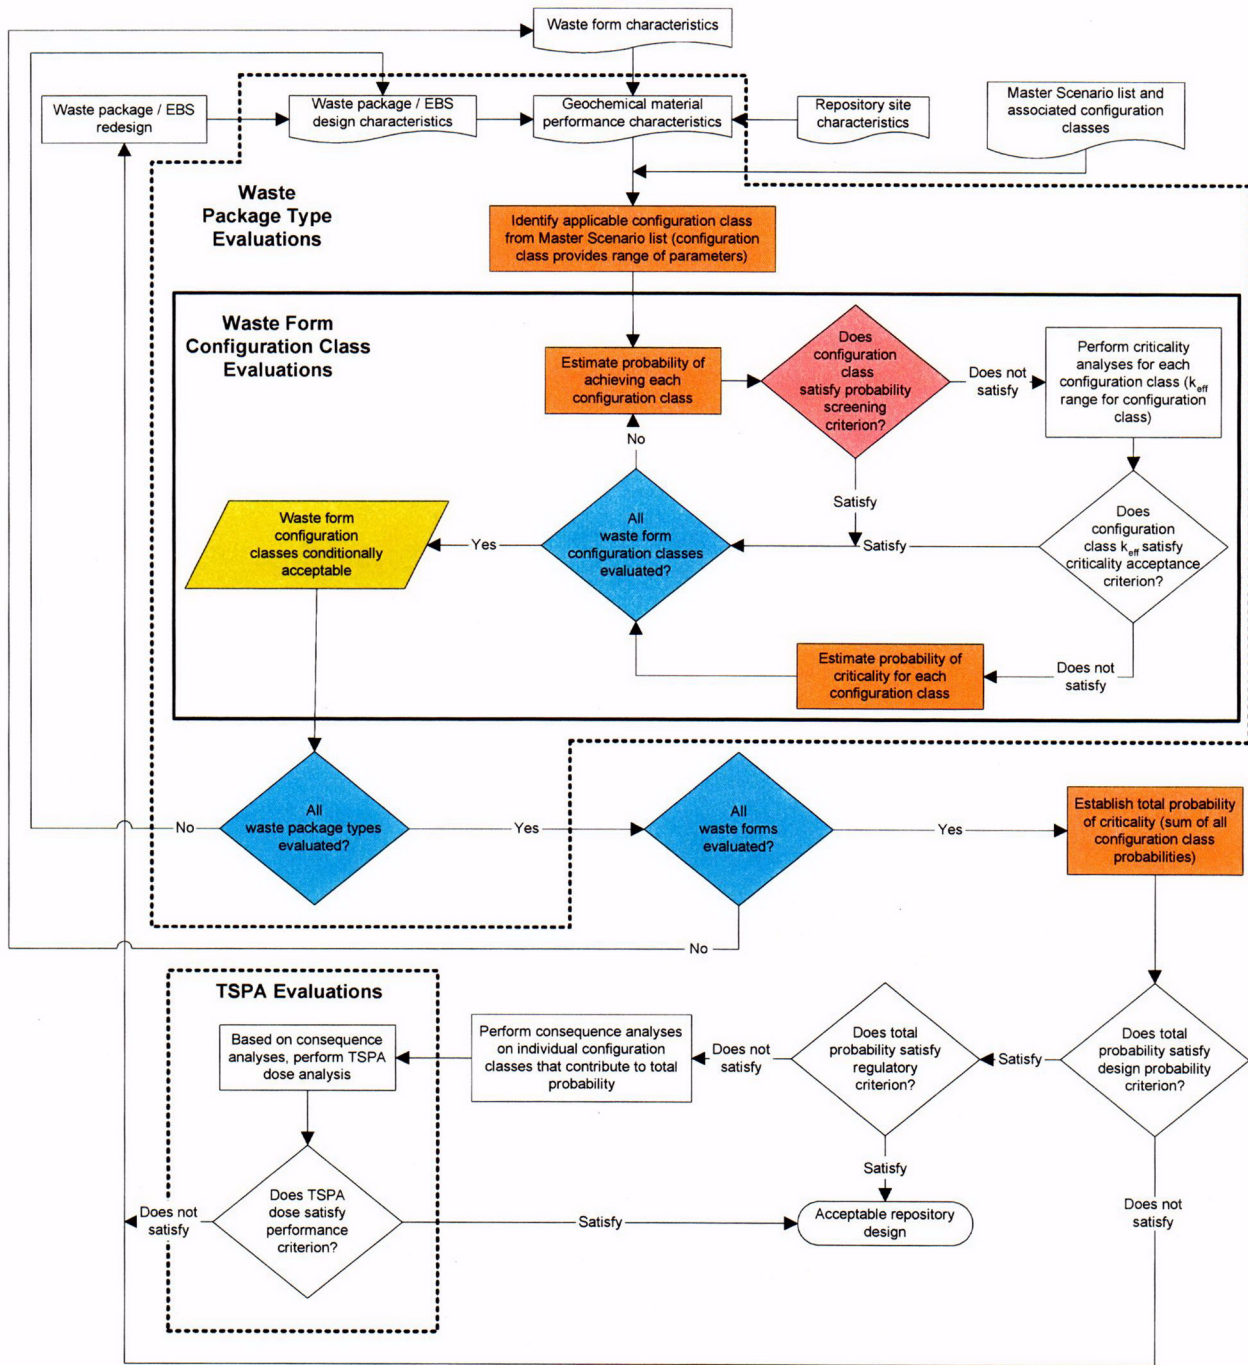 Waste form characteristics
Waste package / EBS
redesign
Waste package / EBS
design characteristics
Geochemical material
performance characteristics
Repository site
characteristics
Master Scenario list and
associated configuration
classes
Waste
Package Type
Evaluations
Identify applicable configuration class
from Master Scenario list (configuration
class provides range of parameters)
Waste Form
Configuration Class
Evaluations
Estimate probability of
achieving each
configuration class
Does
configuration
class
satisfy probability
screening
criterion?
Does not
satisfy
Perform criticality
analyses for each
configuration class (keff
range for configuration
class)
No
Satisfy
Waste form
configuration
classes conditionally
acceptable
Yes
All
waste form
configuration classes
evaluated?
Satisfy
Does
configuration
class keff satisfy
criticality acceptance
criterion?
Estimate probability of
criticality for each
configuration class
Does not
satisfy
No
All
waste package types
evaluated?
Yes
All
waste forms
evaluated?
Yes
Establish total probability
of criticality (sum of all
configuration class
probabilities)
No
TSPA Evaluations
Based on consequence
analyses, perform TSPA
dose analysis
Perform consequence analyses
on individual configuration
classes that contribute to total
probability
Does not
satisfy
Does total
probability satisfy
regulatory
criterion?
Satisfy
Does total
probability satisfy
design probability
criterion?
Satisfy
Does not
satisfy
Does not
satisfy
Does TSPA
dose satisfy
performance
criterion?
Satisfy
Acceptable repository
design